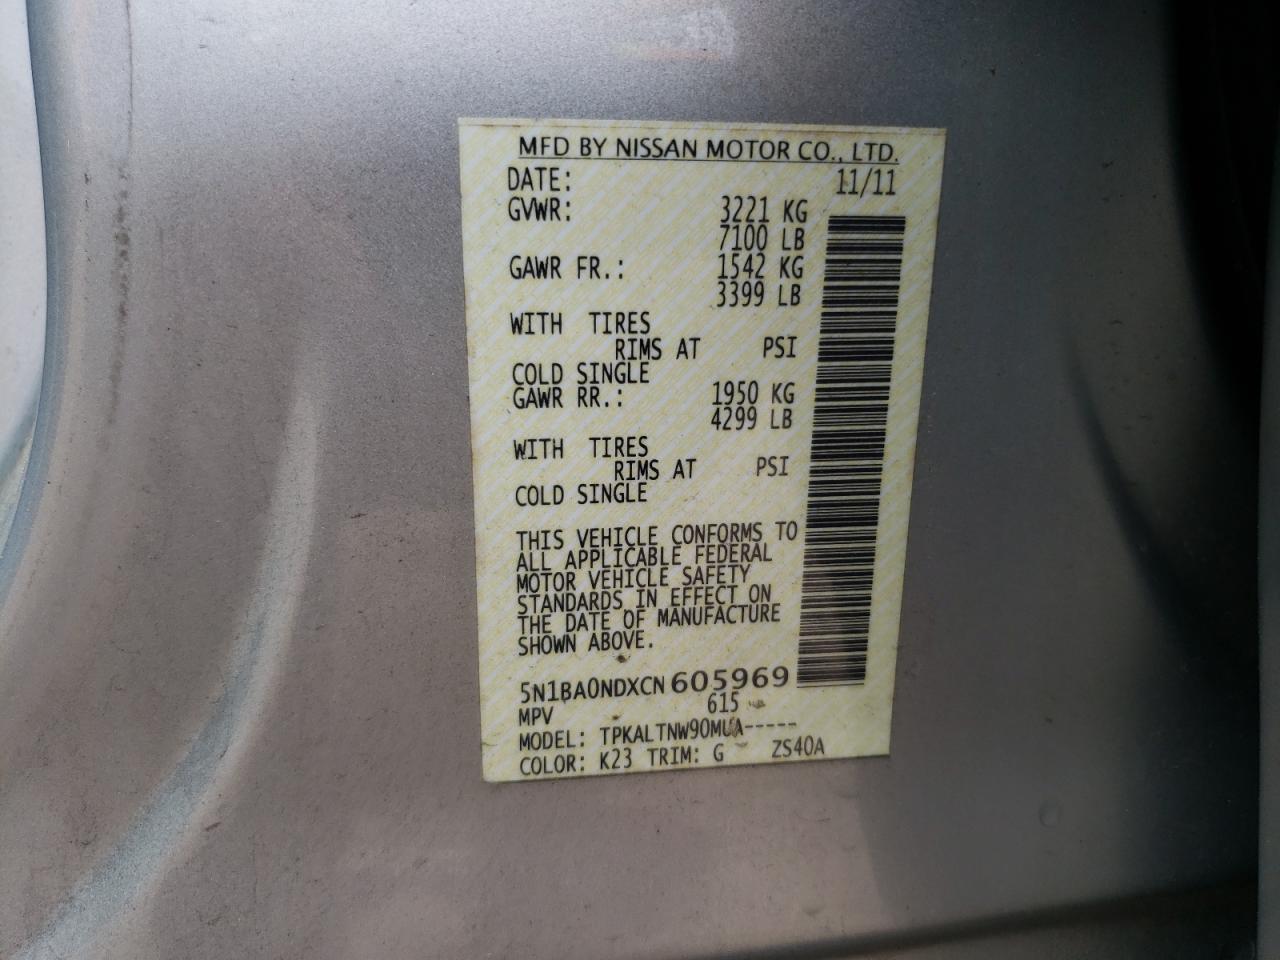 MFD BY NISSAN MOTOR CO., LTD.
DATE: 11/11
GVWR: 3221 KG
7100 LB
GAWR FR.: 1542 KG
3399 LB
WITH TIRES
RIMS AT PSI
COLD SINGLE
GAWR RR.: 1950 KG
4299 LB
WITH TIRES
RIMS AT PSI
COLD SINGLE
THIS VEHICLE CONFORMS TO
ALL APPLICABLE FEDERAL
MOTOR VEHICLE SAFETY
STANDARDS IN EFFECT ON
THE DATE OF MANUFACTURE
SHOWN ABOVE.
5N1BA0NDXCN605969
MPV 615
MODEL: TPKALTNW90MUA-----
COLOR: K23 TRIM: G ZS40A